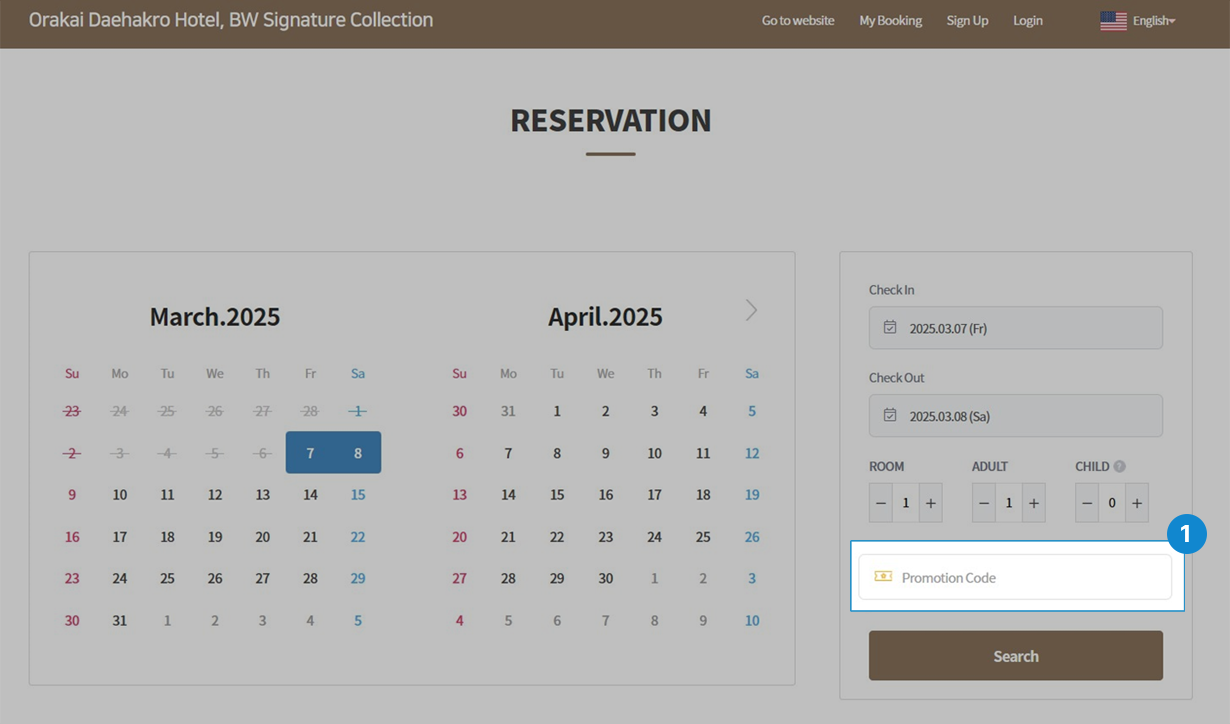 Orakai Daehakro Hotel, BW Signature Collection
Go to website My Booking Sign Up Login English
RESERVATION
March.2025
Su Mo Tu We Th Fr Sa
23 24 25 26 27 28 1
2 3 4 5 6 7 8
9 10 11 12 13 14 15
16 17 18 19 20 21 22
23 24 25 26 27 28 29
30 31 1 2 3 4 5
April.2025
Su Mo Tu We Th Fr Sa
30 31 1 2 3 4 5
6 7 8 9 10 11 12
13 14 15 16 17 18 19
20 21 22 23 24 25 26
27 28 29 30 1 2 3
4 5 6 7 8 9 10
Check In
2025.03.07 (Fr)
Check Out
2025.03.08 (Sa)
ROOM ADULT CHILD ?
− 1 + − 1 + − 0 +
1
Promotion Code
Search